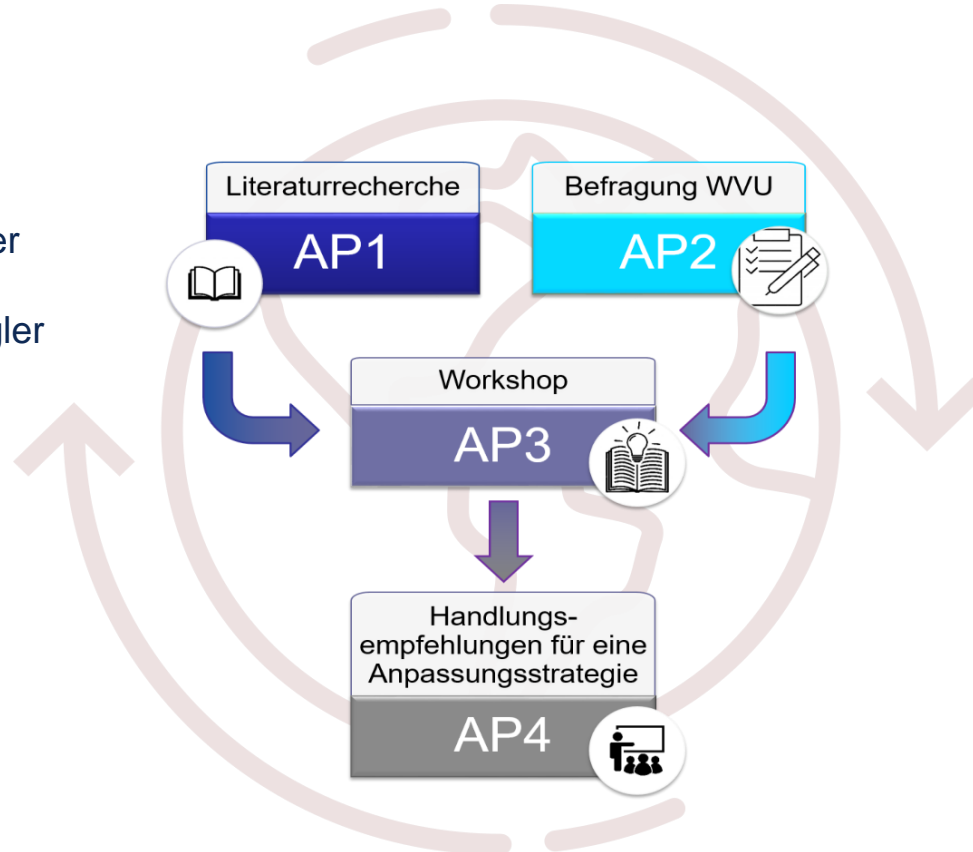 Literaturrecherche
AP1
Befragung WVU
AP2
er
gler
Workshop
AP3
Handlungs-
empfehlungen für eine
Anpassungsstrategie
AP4